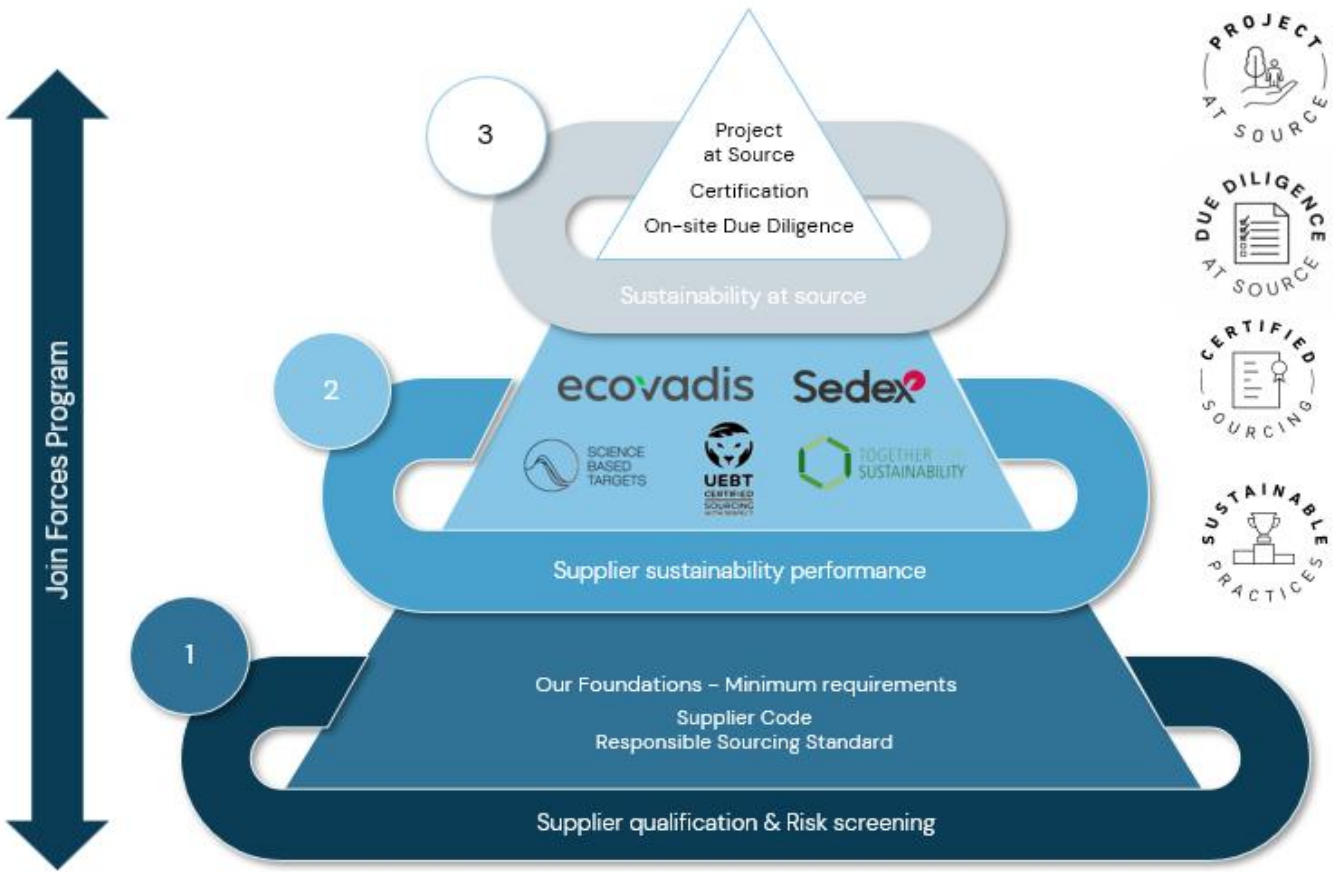 Join Forces Program
3
Project
at Source
Certification
On-site Due Diligence
Sustainability at source
2
ecovadis
Sedex
SCIENCE
BASED
TARGETS
UEBT
CERTIFIED
SOURCING
WITH RESPECT
TOGETHER
SUSTAINABILITY
Supplier sustainability performance
1
Our Foundations – Minimum requirements
Supplier Code
Responsible Sourcing Standard
Supplier qualification & Risk screening
PROJECT
AT SOURCE
DUE DILIGENCE
AT SOURCE
CERTIFIED
SOURCING
SUSTAINABLE
PRACTICES